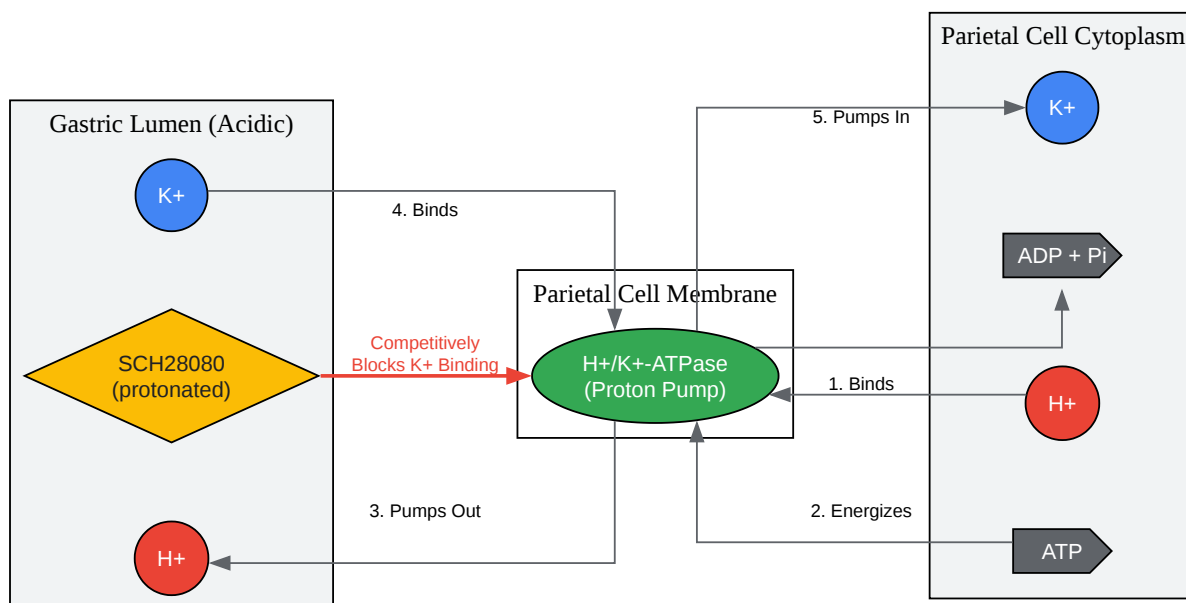 Parietal Cell Cytoplasm
K+
5. Pumps In
Gastric Lumen (Acidic)
K+
4. Binds
ADP + Pi
Parietal Cell Membrane
SCH28080
(protonated)
Competitively
Blocks K+ Binding
H+/K+-ATPase
(Proton Pump)
1. Binds
H+
3. Pumps Out
2. Energizes
H+
ATP